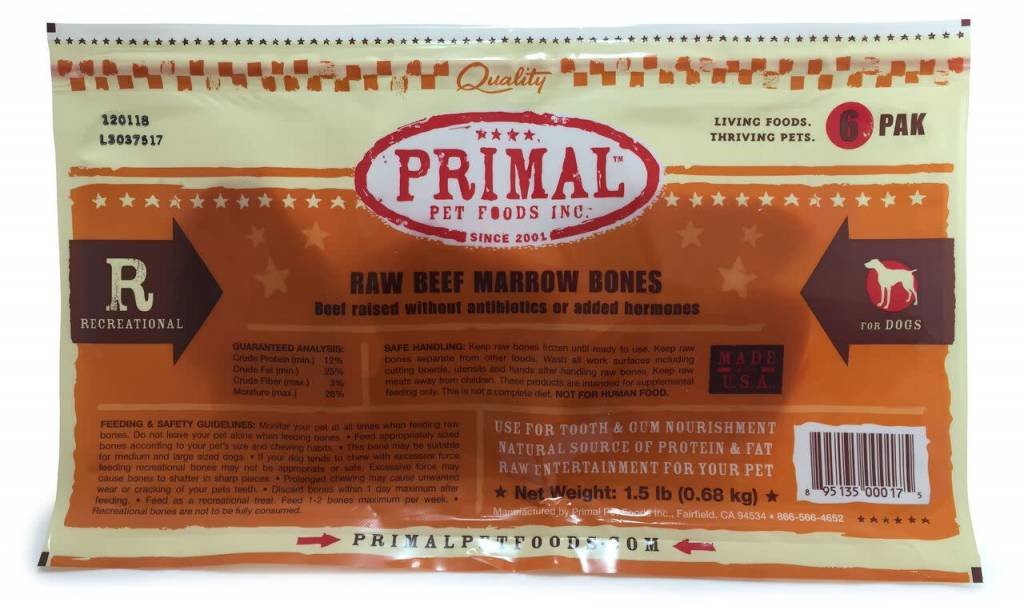 Quality
120118
L3037517
LIVING FOODS.
THRIVING PETS.
6 PAK
PRIMAL™
PET FOODS INC.
SINCE 2001
R
RECREATIONAL
FOR DOGS
RAW BEEF MARROW BONES
Beef raised without antibiotics or added hormones
GUARANTEED ANALYSIS:
Crude Protein (min.) 12%
Crude Fat (min.) 25%
Crude Fiber (max.) 3%
Moisture (max.) 28%
SAFE HANDLING: Keep raw bones frozen until ready to use. Keep raw
bones separate from other foods. Wash all work surfaces including
cutting boards, utensils and hands after handling raw bones. Keep raw
meats away from children. These products are intended for supplemental
feeding only. This is not a complete diet. NOT FOR HUMAN FOOD.
MADE
U.S.A.
FEEDING & SAFETY GUIDELINES: Monitor your pet at all times when feeding raw
bones. Do not leave your pet alone when feeding bones. • Feed appropriately sized
bones according to your pet's size and chewing habits. • This bone may be suitable
for medium and large sized dogs. • If your dog tends to chew with excessive force
feeding recreational bones may not be appropriate or safe. Excessive force may
cause bones to shatter in sharp pieces. • Prolonged chewing may cause unwanted
wear or cracking of your pets teeth. • Discard bones within 1 day maximum after
feeding. • Feed as a recreational treat. Feed 1-2 bones maximum per week. •
Recreational bones are not to be fully consumed.
USE FOR TOOTH & GUM NOURISHMENT
NATURAL SOURCE OF PROTEIN & FAT
RAW ENTERTAINMENT FOR YOUR PET
★ Net Weight: 1.5 lb (0.68 kg) ★
Manufactured by Primal Pet Foods Inc., Fairfield, CA 94534 • 866-566-4652
8 95135 00017 5
PRIMALPETFOODS.COM